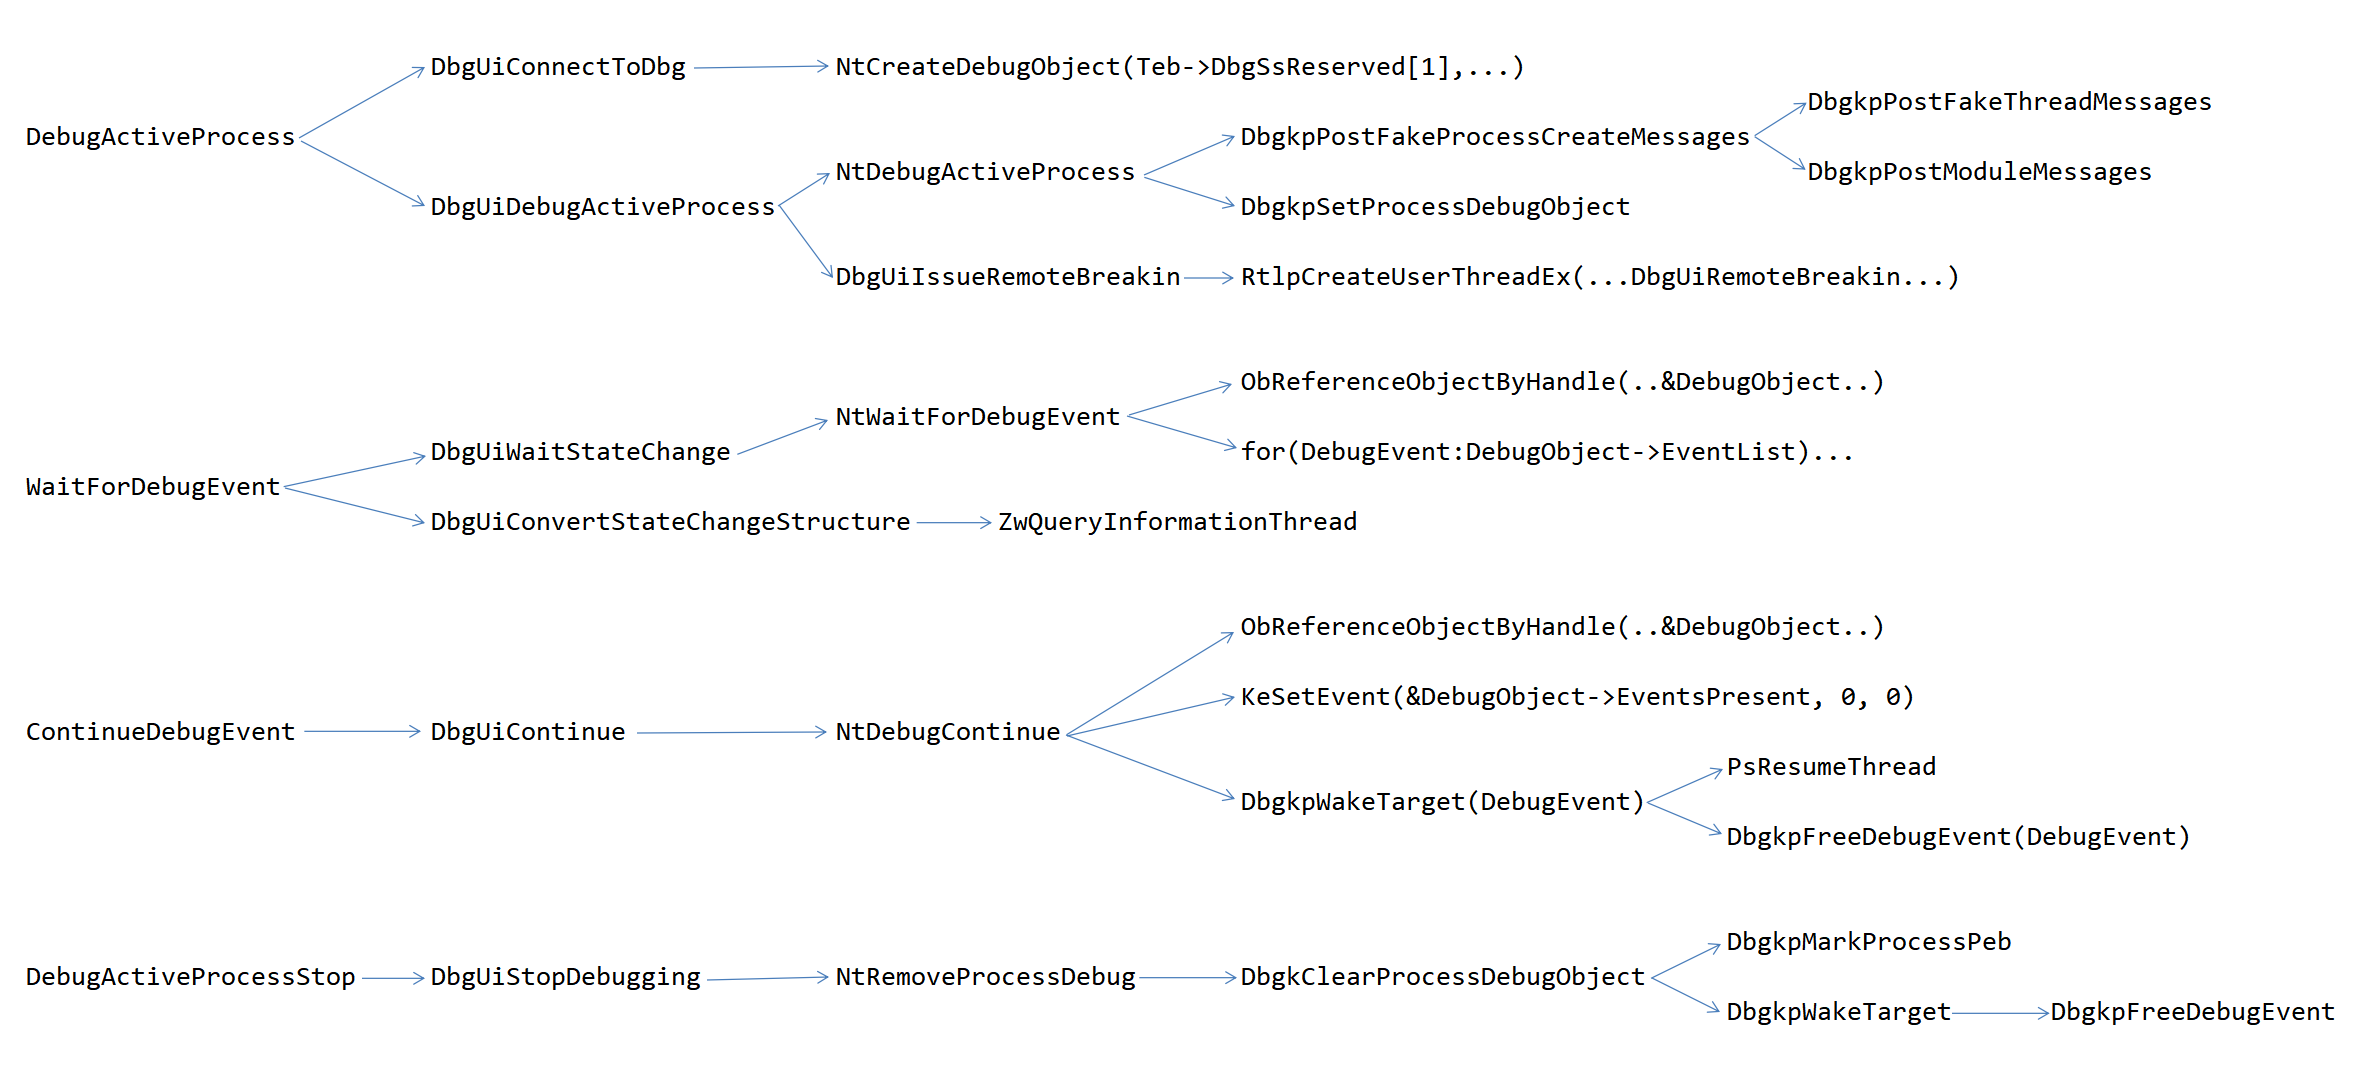 DbgUiConnectToDbg NtCreateDebugObject(Teb->DbgSsReserved[1],...)
DbgkpPostFakeThreadMessages
DebugActiveProcess DbgkpPostFakeProcessCreateMessages
NtDebugActiveProcess DbgkpPostModuleMessages
DbgUiDebugActiveProcess DbgkpSetProcessDebugObject
DbgUiIssueRemoteBreakin RtlpCreateUserThreadEx(...DbgUiRemoteBreakin...)
ObReferenceObjectByHandle(..&DebugObject..)
NtWaitForDebugEvent
DbgUiWaitStateChange for(DebugEvent:DebugObject->EventList)...
WaitForDebugEvent
DbgUiConvertStateChangeStructure ZwQueryInformationThread
ObReferenceObjectByHandle(..&DebugObject..)
KeSetEvent(&DebugObject->EventsPresent, 0, 0)
ContinueDebugEvent DbgUiContinue NtDebugContinue
PsResumeThread
DbgkpWakeTarget(DebugEvent)
DbgkpFreeDebugEvent(DebugEvent)
DbgkpMarkProcessPeb
DebugActiveProcessStop DbgUiStopDebugging NtRemoveProcessDebug DbgkClearProcessDebugObject
DbgkpWakeTarget DbgkpFreeDebugEvent